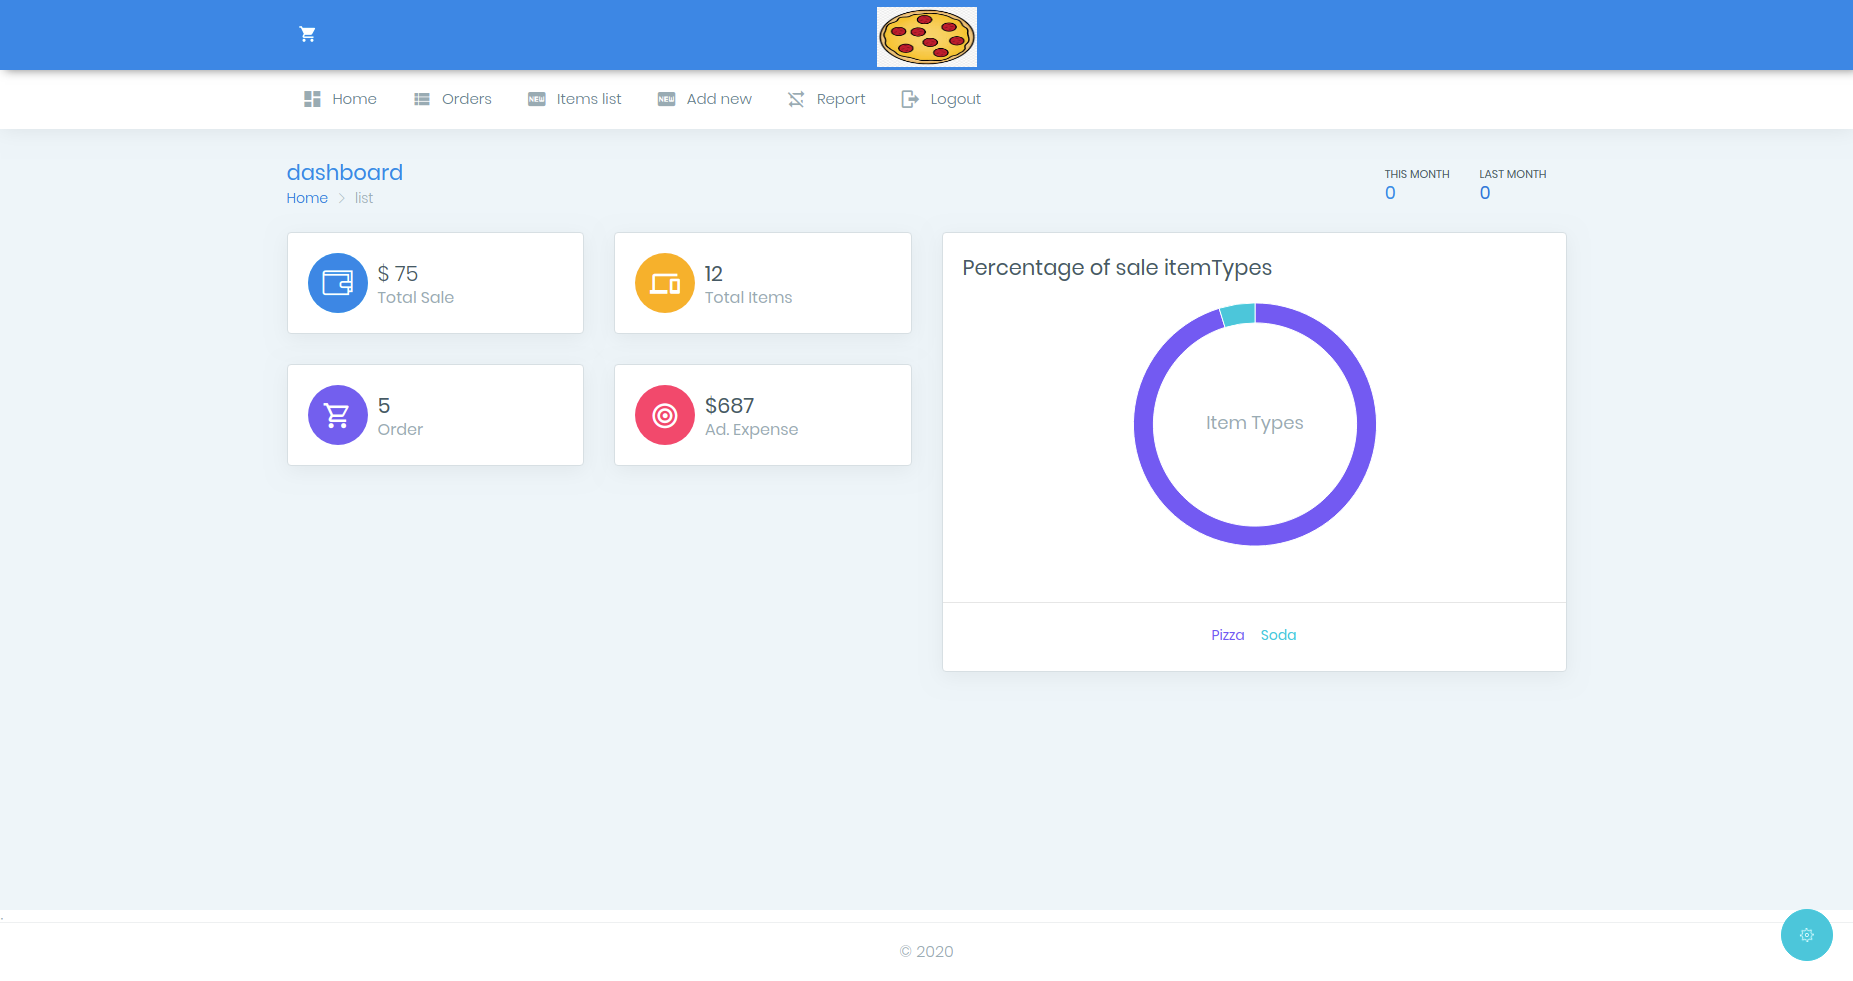 Home
Orders
NEW
Items list
NEW
Add new
Report
Logout
dashboard
Home > list
THIS MONTH
0
LAST MONTH
0
$ 75
Total Sale
12
Total Items
5
Order
$687
Ad. Expense
Percentage of sale itemTypes
Item Types
Pizza
Soda
.
© 2020